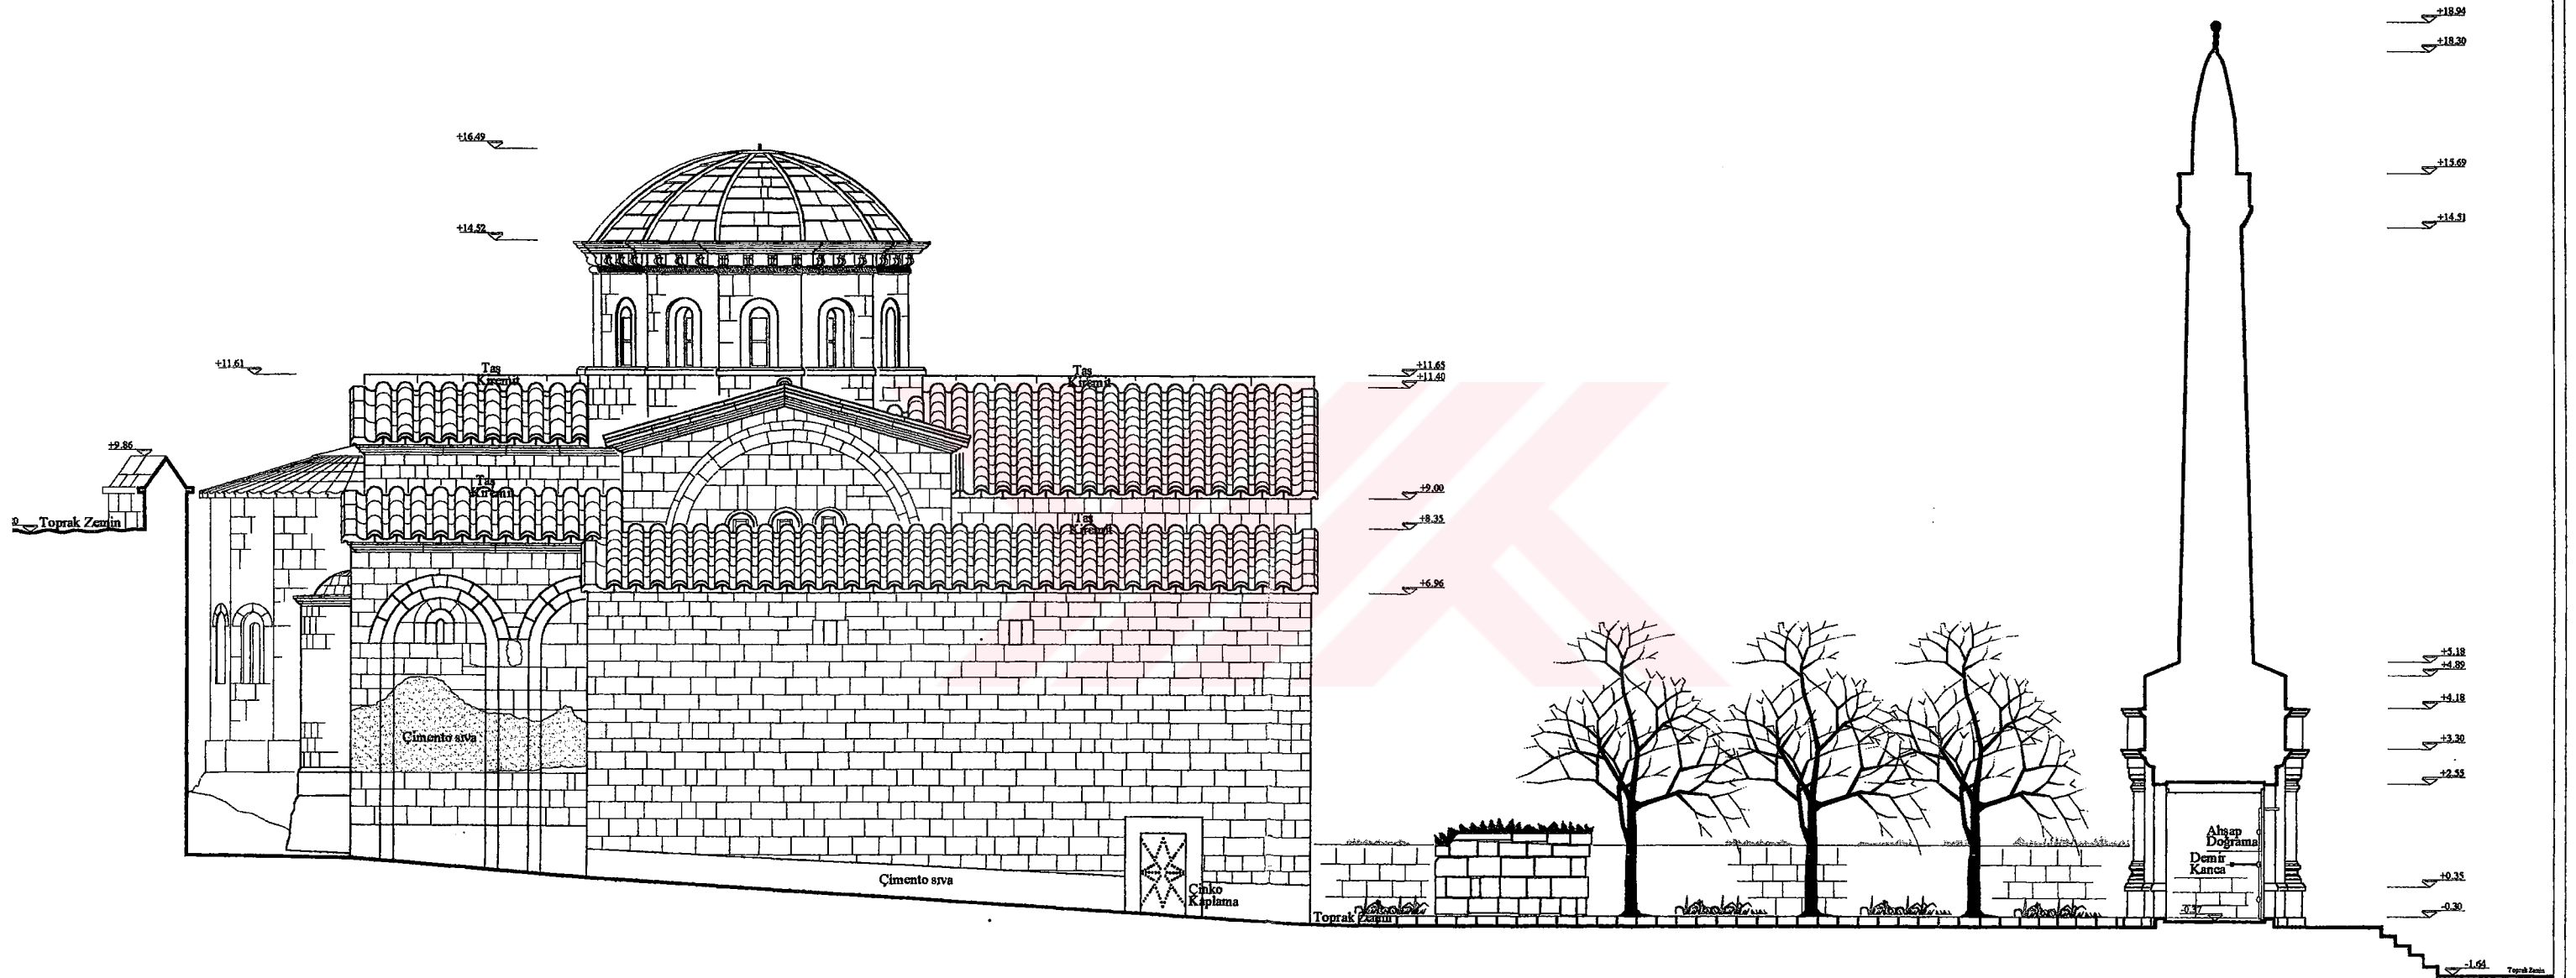 +18.94
+18.30
+16.49
+15.69
+14.52
+14.51
+11.61
Taş
Kiremit
Taş
Kiremit
+11.65
+11.40
+9.86
Taş
Kiremit
+9.00
Toprak Zemin
Taş
Kiremit
+8.35
+6.96
+5.18
+4.89
+4.18
Çimento sıva
+3.30
+2.55
Ahşap
Doğrama
Demir
Kanca
Çimento sıva
Çinko
Kaplama
+0.35
Toprak Zemin
-0.37
-0.30
-1.64
Toprak Zemin